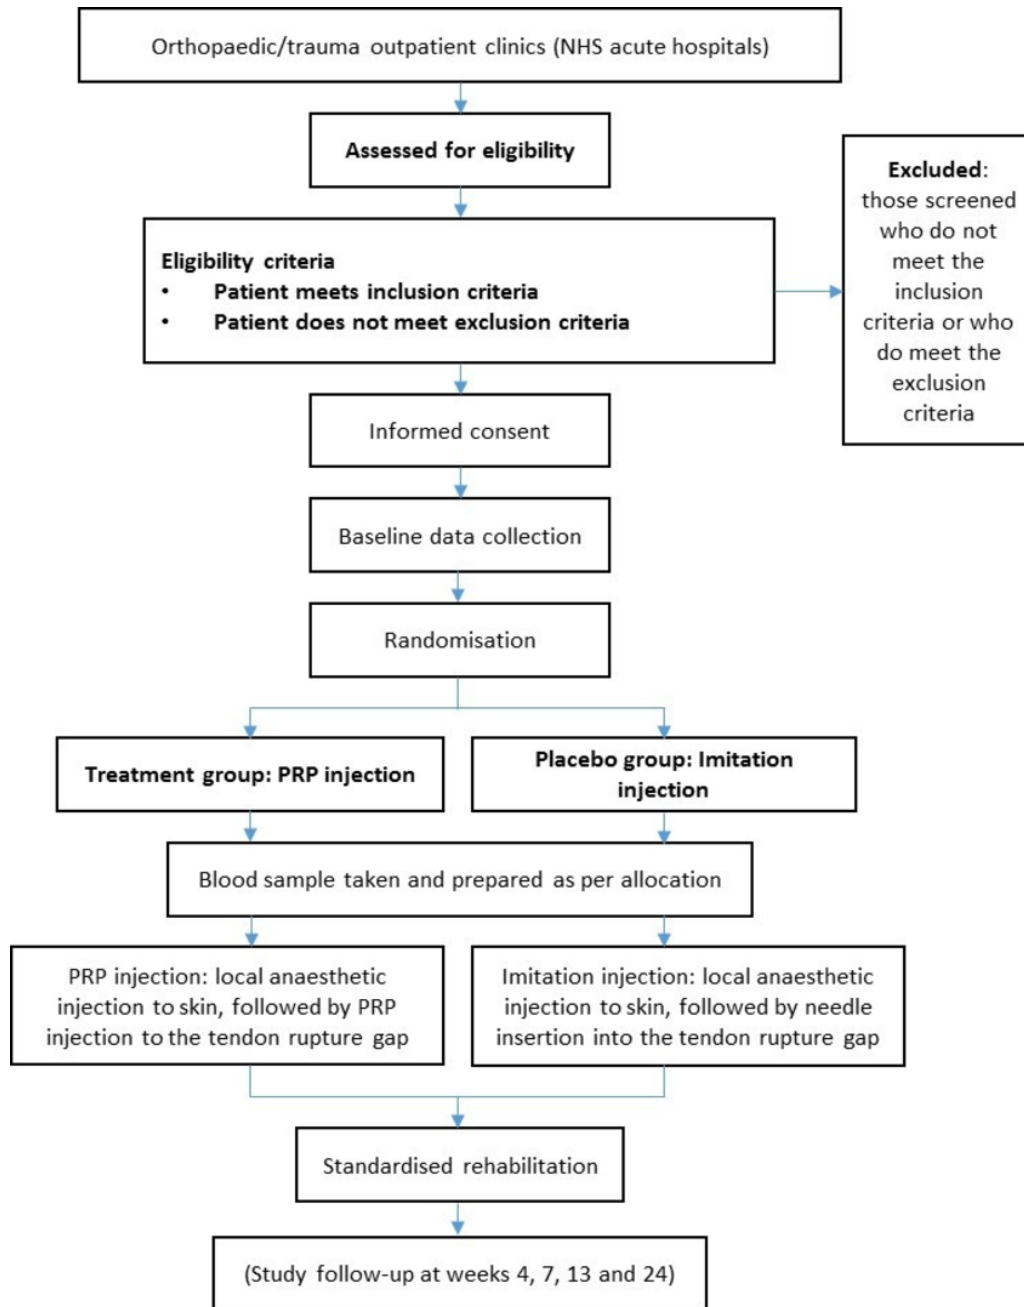 Orthopaedic/trauma outpatient clinics (NHS acute hospitals)
Assessed for eligibility
Eligibility criteria
• Patient meets inclusion criteria
• Patient does not meet exclusion criteria
Excluded:
those screened
who do not
meet the
inclusion
criteria or who
do meet the
exclusion
criteria
Informed consent
Baseline data collection
Randomisation
Treatment group: PRP injection
Placebo group: Imitation
injection
Blood sample taken and prepared as per allocation
PRP injection: local anaesthetic
injection to skin, followed by PRP
injection to the tendon rupture gap
Imitation injection: local anaesthetic
injection to skin, followed by needle
insertion into the tendon rupture gap
Standardised rehabilitation
(Study follow-up at weeks 4, 7, 13 and 24)